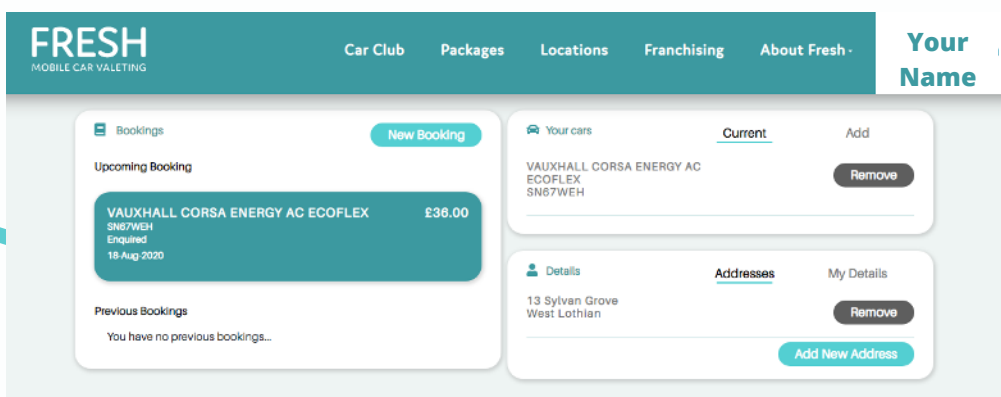 FRESH
MOBILE CAR VALETING
Car Club
Packages
Locations
Franchising
About Fresh
Your
Name
Bookings
New Booking
Upcoming Booking
VAUXHALL CORSA ENERGY AC ECOFLEX £36.00
SN67WEH
Enquired
18-Aug-2020
Previous Bookings
You have no previous bookings...
Your cars
Current
Add
VAUXHALL CORSA ENERGY AC
ECOFLEX
SN67WEH
Remove
Details
Addresses
My Details
13 Sylvan Grove
West Lothian
Remove
Add New Address